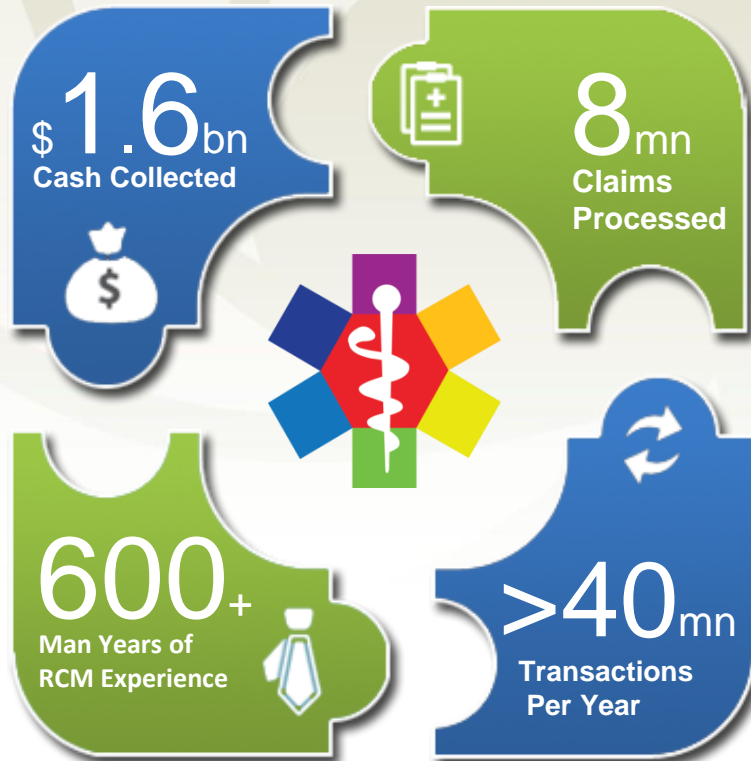 $1.6bn
Cash Collected
8mn
Claims
Processed
$
600+
Man Years of
RCM Experience
>40mn
Transactions
Per Year